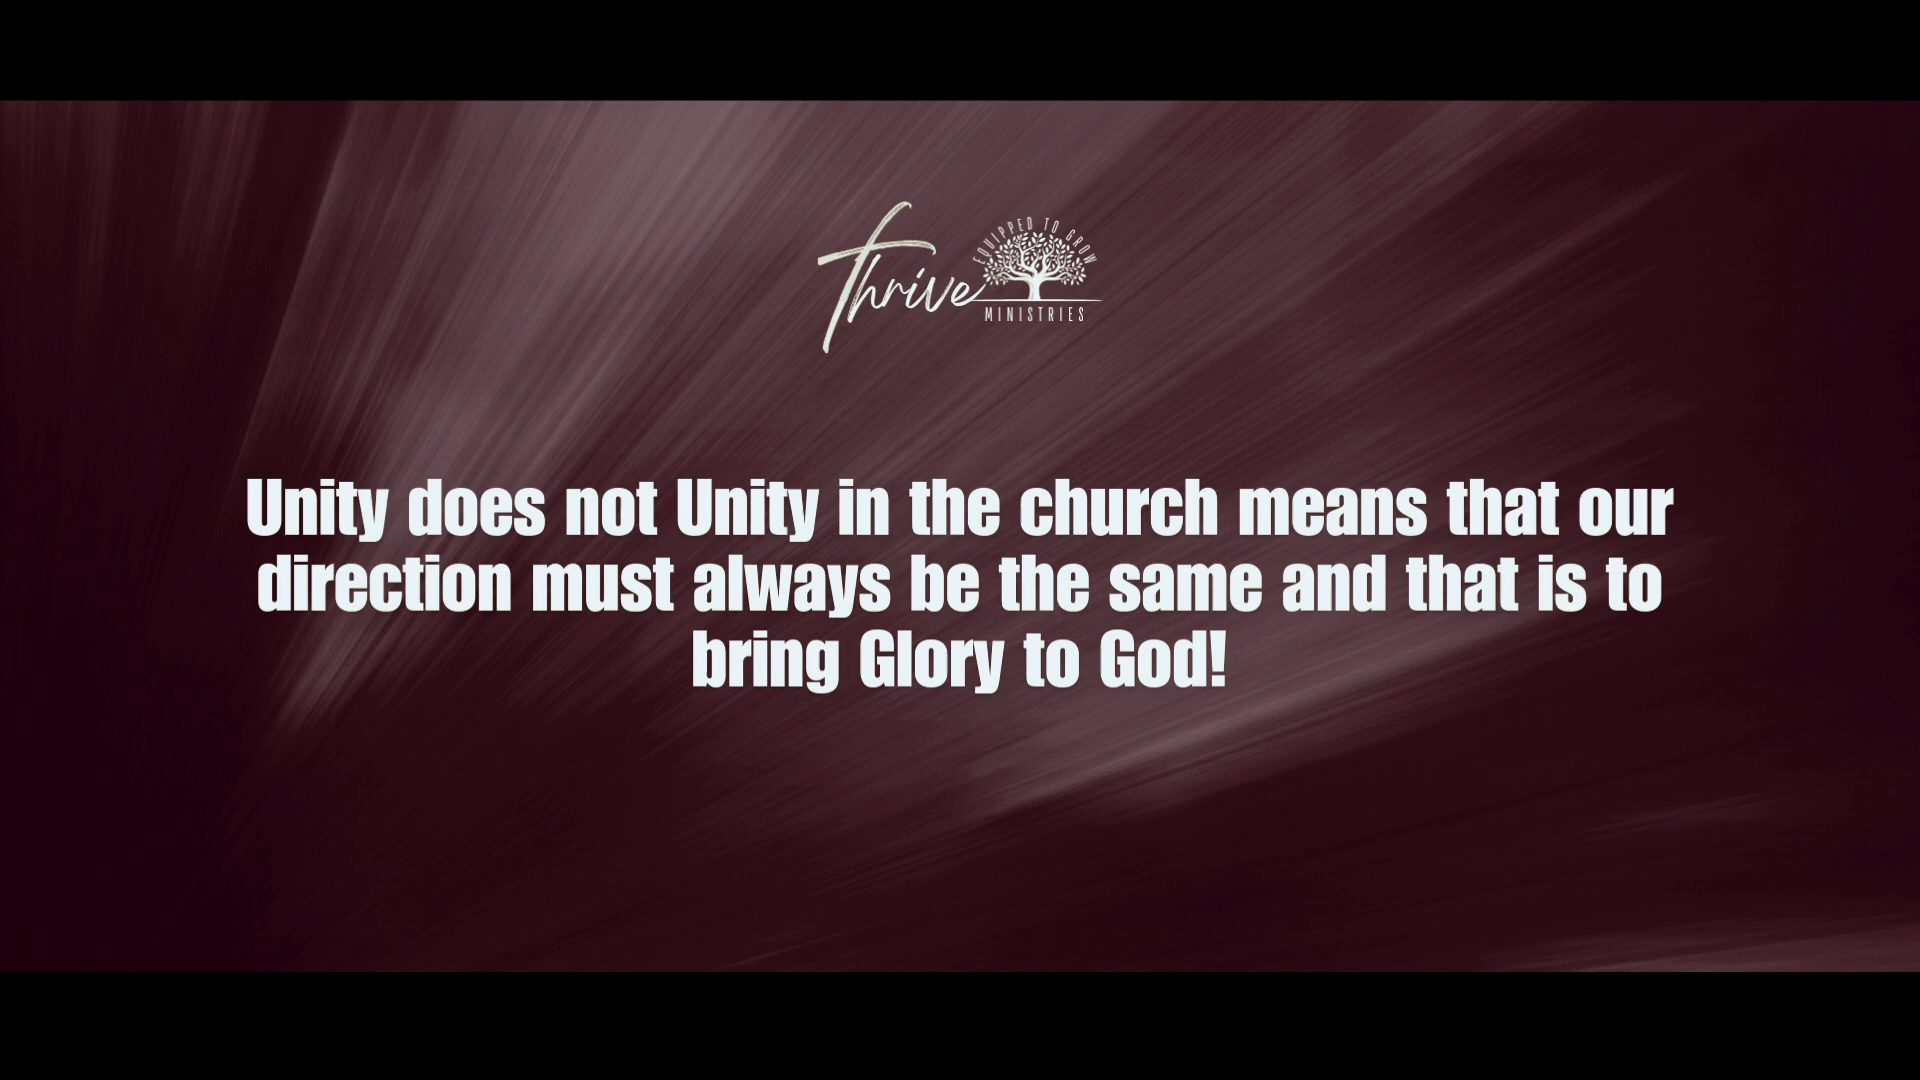 EQUIPPED TO GROW
Thrive
MINISTRIES
Unity does not Unity in the church means that our
direction must always be the same and that is to
bring Glory to God!